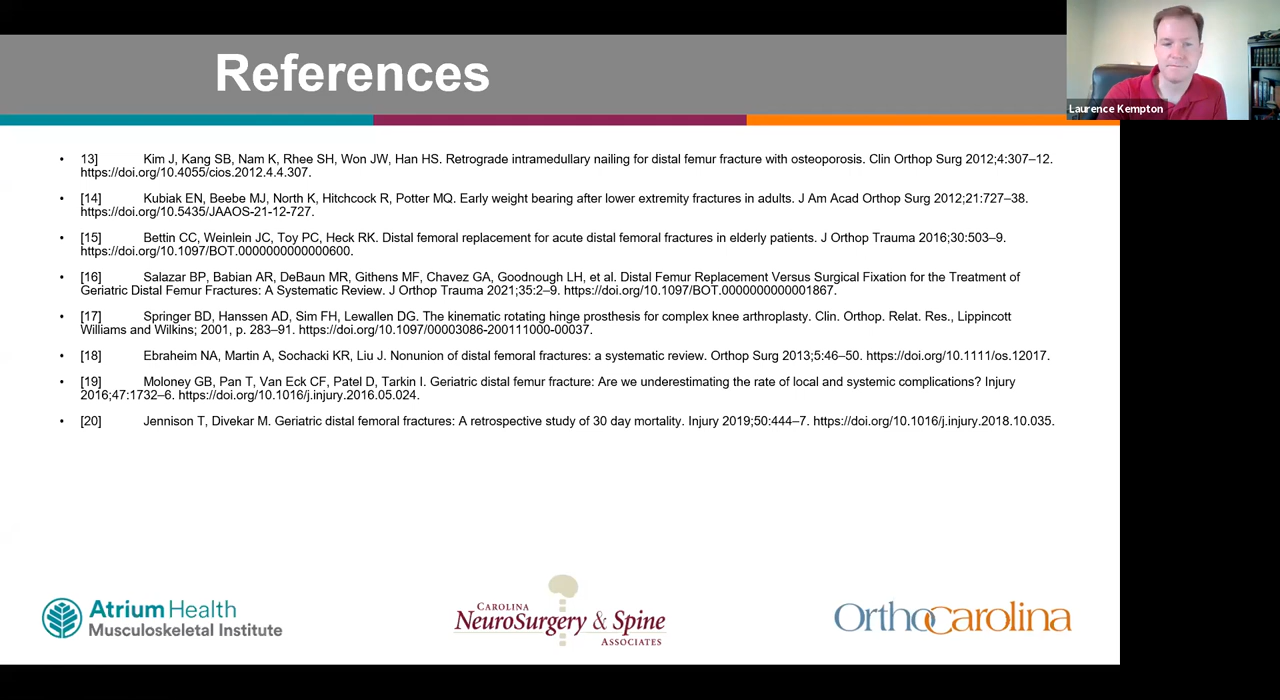 References
Laurence Kempton
• 13] Kim J, Kang SB, Nam K, Rhee SH, Won JW, Han HS. Retrograde intramedullary nailing for distal femur fracture with osteoporosis. Clin Orthop Surg 2012;4:307–12.
https://doi.org/10.4055/cios.2012.4.4.307.
• [14] Kubiak EN, Beebe MJ, North K, Hitchcock R, Potter MQ. Early weight bearing after lower extremity fractures in adults. J Am Acad Orthop Surg 2012;21:727–38.
https://doi.org/10.5435/JAAOS-21-12-727.
• [15] Bettin CC, Weinlein JC, Toy PC, Heck RK. Distal femoral replacement for acute distal femoral fractures in elderly patients. J Orthop Trauma 2016;30:503–9.
https://doi.org/10.1097/BOT.0000000000000600.
• [16] Salazar BP, Babian AR, DeBaun MR, Githens MF, Chavez GA, Goodnough LH, et al. Distal Femur Replacement Versus Surgical Fixation for the Treatment of
Geriatric Distal Femur Fractures: A Systematic Review. J Orthop Trauma 2021;35:2–9. https://doi.org/10.1097/BOT.0000000000001867.
• [17] Springer BD, Hanssen AD, Sim FH, Lewallen DG. The kinematic rotating hinge prosthesis for complex knee arthroplasty. Clin. Orthop. Relat. Res., Lippincott
Williams and Wilkins; 2001, p. 283–91. https://doi.org/10.1097/00003086-200111000-00037.
• [18] Ebraheim NA, Martin A, Sochacki KR, Liu J. Nonunion of distal femoral fractures: a systematic review. Orthop Surg 2013;5:46–50. https://doi.org/10.1111/os.12017.
• [19] Moloney GB, Pan T, Van Eck CF, Patel D, Tarkin I. Geriatric distal femur fracture: Are we underestimating the rate of local and systemic complications? Injury
2016;47:1732–6. https://doi.org/10.1016/j.injury.2016.05.024.
• [20] Jennison T, Divekar M. Geriatric distal femoral fractures: A retrospective study of 30 day mortality. Injury 2019;50:444–7. https://doi.org/10.1016/j.injury.2018.10.035.
Atrium Health
Musculoskeletal Institute
CAROLINA
NEUROSURGERY & SPINE
ASSOCIATES
OrthoCarolina